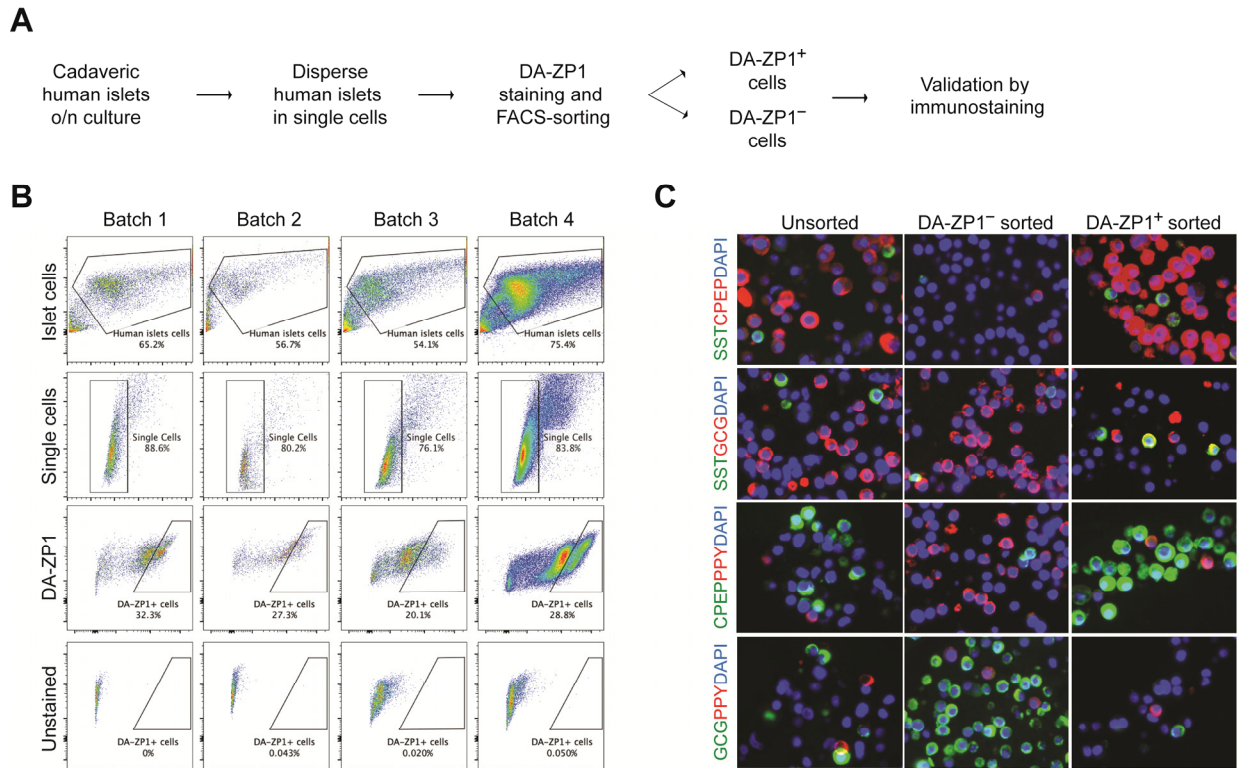 A
Cadaveric
human islets
o/n culture
Disperse
human islets
in single cells
DA-ZP1
staining and
FACS-sorting
DA-ZP1⁺
cells
DA-ZP1⁻
cells
Validation by
immunostaining
B
Batch 1 Batch 2 Batch 3 Batch 4
Islet cells
Human islets cells
65.2%
Human islets cells
56.7%
Human islets cells
54.1%
Human islets cells
75.4%
Single cells
Single Cells
88.6%
Single Cells
80.2%
Single Cells
76.1%
Single Cells
83.8%
DA-ZP1
DA-ZP1+ cells
32.3%
DA-ZP1+ cells
27.3%
DA-ZP1+ cells
20.1%
DA-ZP1+ cells
28.8%
Unstained
DA-ZP1+ cells
0%
DA-ZP1+ cells
0.043%
DA-ZP1+ cells
0.020%
DA-ZP1+ cells
0.050%
C
Unsorted DA-ZP1⁻ sorted DA-ZP1⁺ sorted
SSTCPEPDAPI
SSTGCGDAPI
CPEPPPYDAPI
GCGPPYDAPI